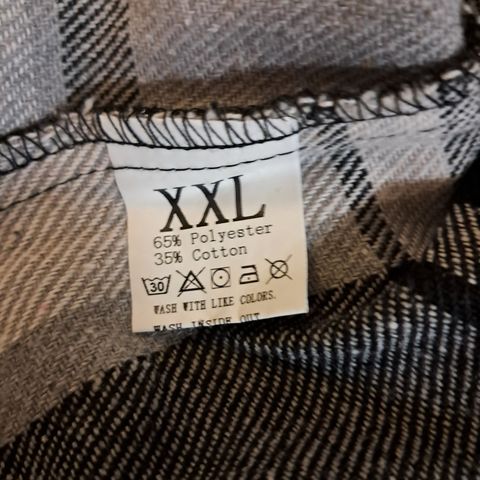 XXL
65% Polyester
35% Cotton
30
WASH WITH LIKE COLORS.
WASH INSIDE OUT